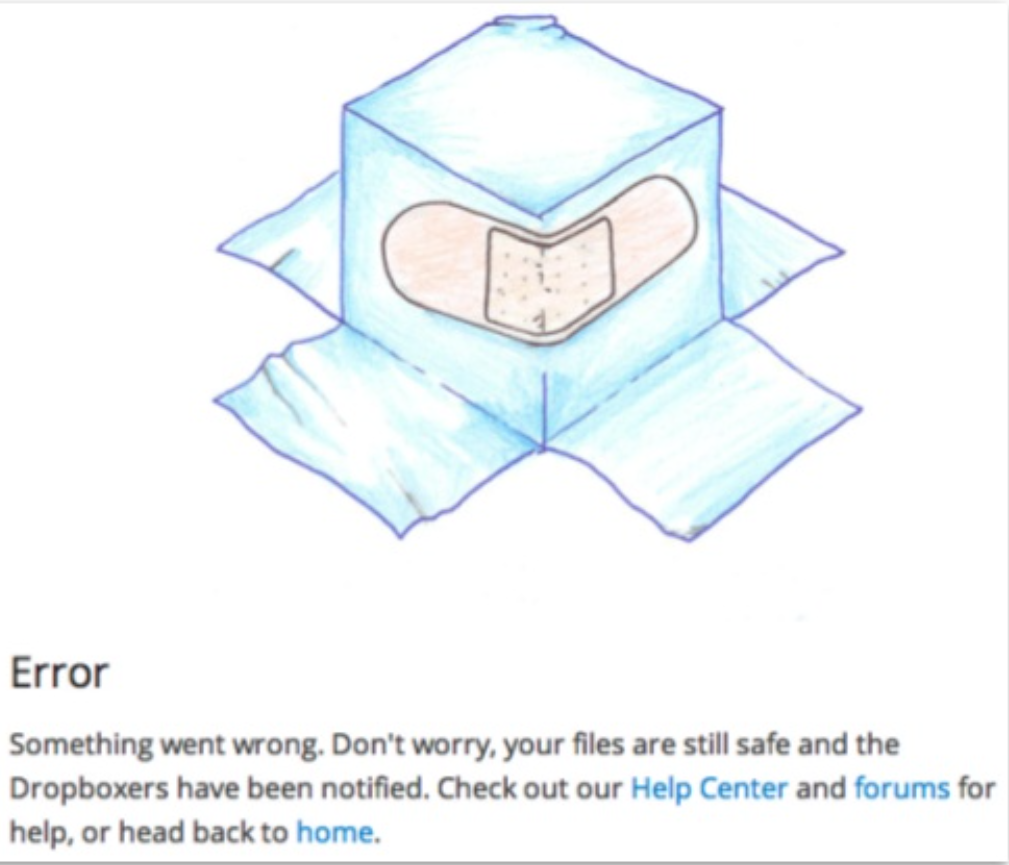 Error
Something went wrong. Don't worry, your files are still safe and the
Dropboxers have been notified. Check out our Help Center and forums for
help, or head back to home.